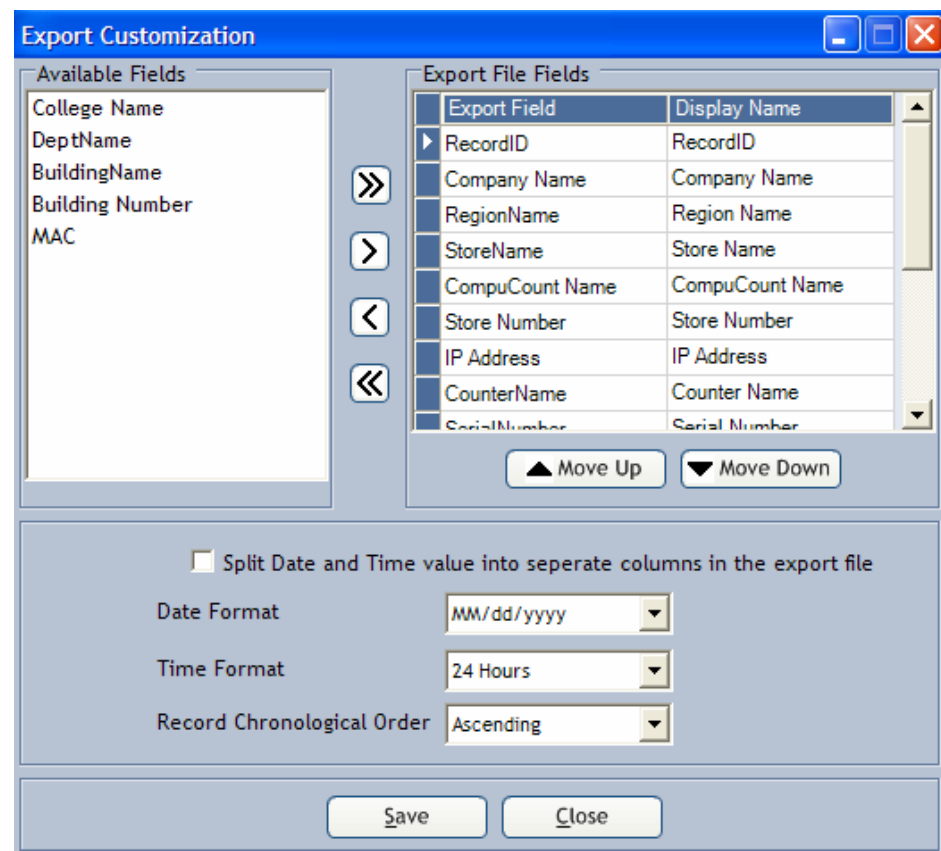 Export Customization
Available Fields
College Name
DeptName
BuildingName
Building Number
MAC
Export File Fields
Export Field Display Name
RecordID RecordID
Company Name Company Name
RegionName Region Name
StoreName Store Name
CompuCount Name CompuCount Name
Store Number Store Number
IP Address IP Address
CounterName Counter Name
SerialNumber Serial Number
Move Up Move Down
Split Date and Time value into seperate columns in the export file
Date Format MM/dd/yyyy
Time Format 24 Hours
Record Chronological Order Ascending
Save Close